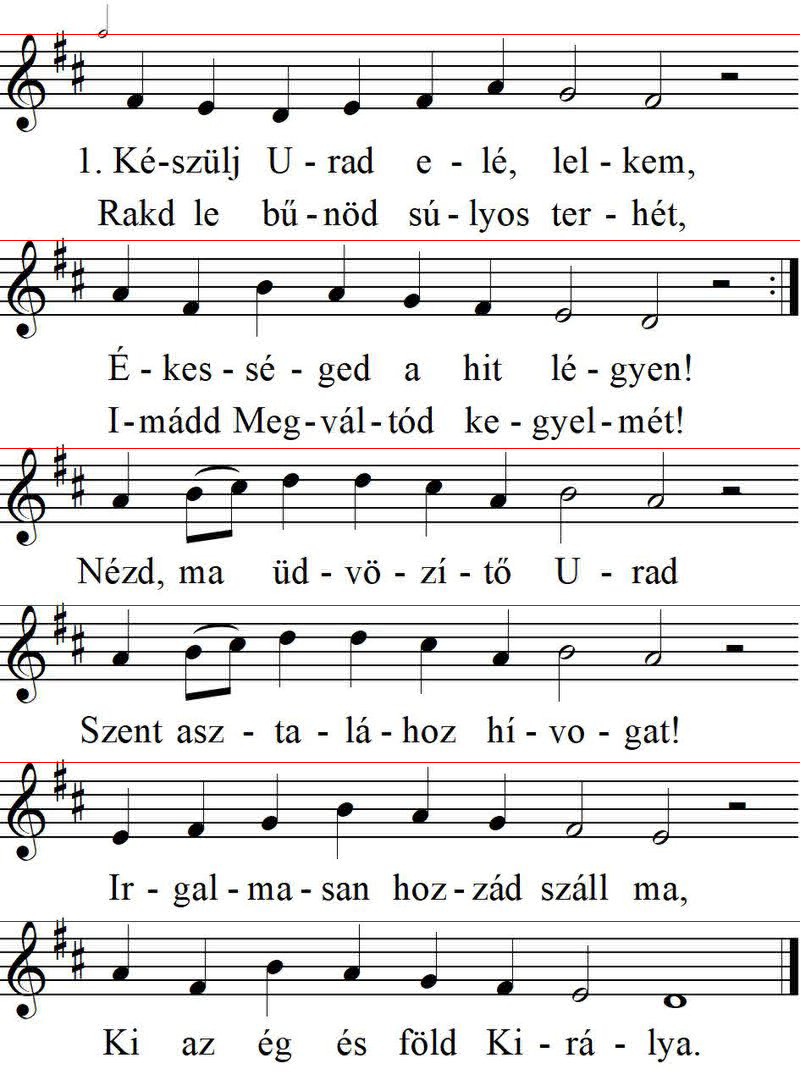 1. Ké-szülj U - rad e - lé, lel - kem,
Rakd le bű - nöd sú - lyos ter - hét,
É - kes - sé - ged a hit lé - gyen!
I - mádd Meg - vál - tód ke - gyel - mét!
Nézd, ma üd - vö - zí - tő U - rad
Szent asz - ta - lá - hoz hí - vo - gat!
Ir - gal - ma - san hoz - zád száll ma,
Ki az ég és föld Ki - rá - lya.